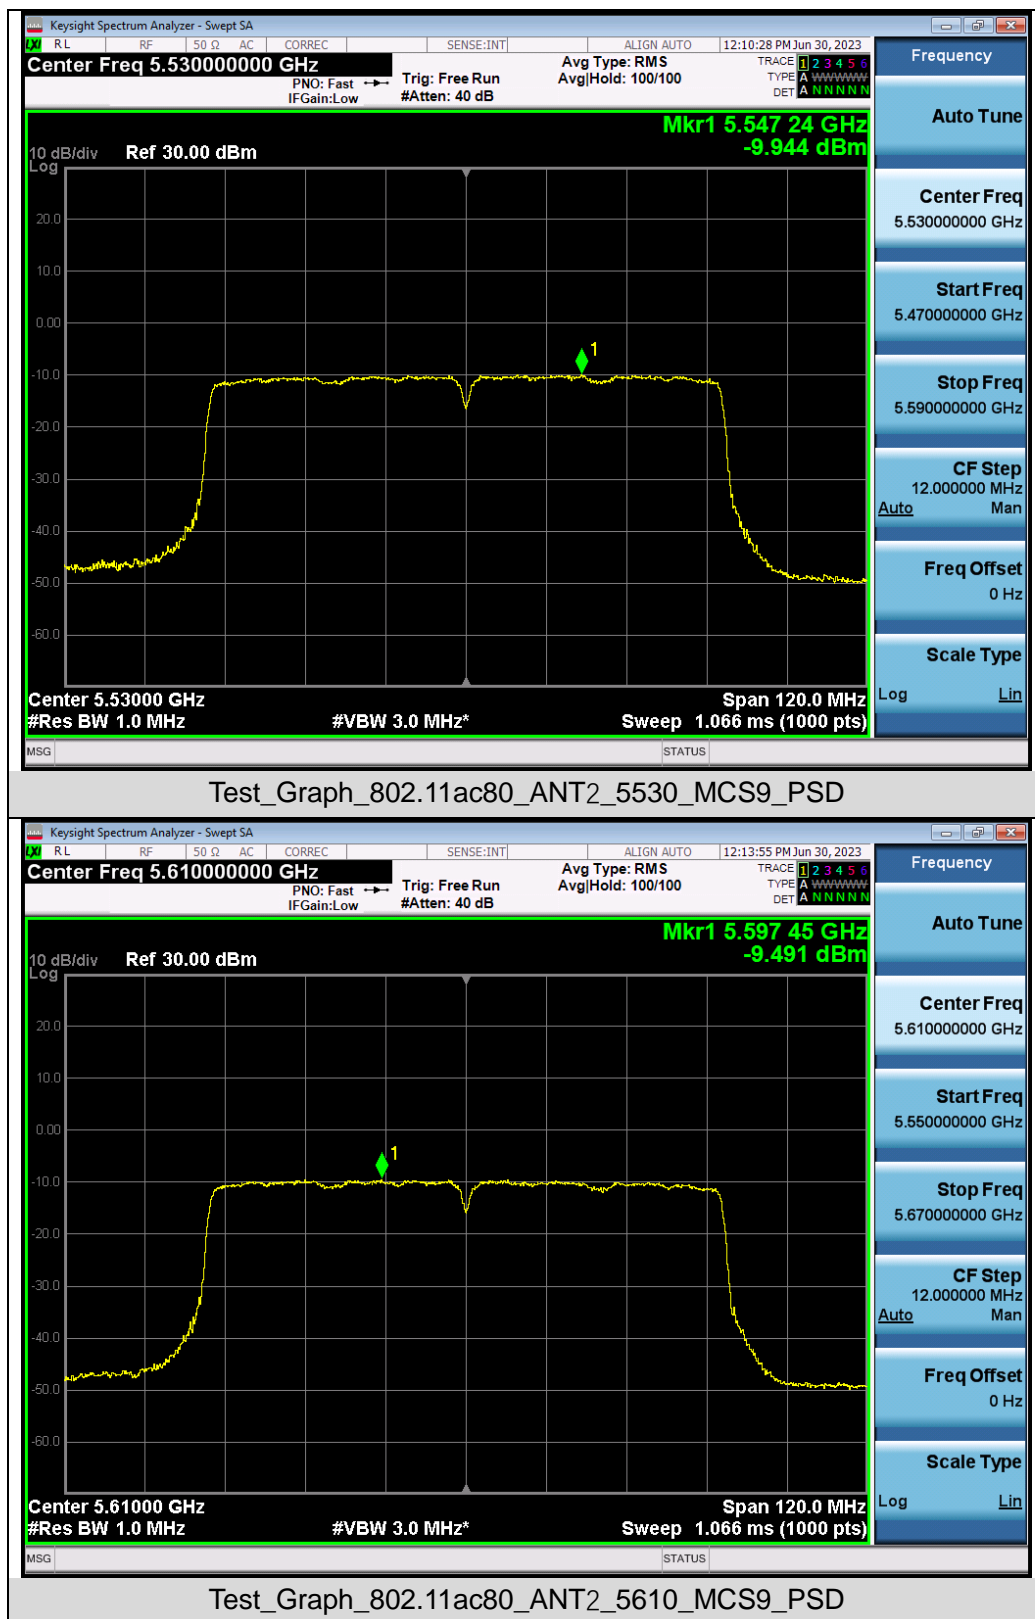 Keysight Spectrum Analyzer - Swept SA
LXI RL RF 50 Ω AC CORREC SENSE:INT ALIGN AUTO 12:10:28 PM Jun 30, 2023
Center Freq 5.530000000 GHz
PNO: Fast
IFGain:Low
Trig: Free Run
#Atten: 40 dB
Avg Type: RMS
Avg|Hold: 100/100
TRACE 1 2 3 4 5 6
TYPE A WWWWW
DET A N N N N N
Mkr1 5.547 24 GHz
-9.944 dBm
10 dB/div Ref 30.00 dBm
Log
20.0
10.0
0.00
-10.0
-20.0
-30.0
-40.0
-50.0
-60.0
1
Center 5.53000 GHz Span 120.0 MHz
#Res BW 1.0 MHz #VBW 3.0 MHz* Sweep 1.066 ms (1000 pts)
MSG STATUS
Frequency
Auto Tune
Center Freq
5.530000000 GHz
Start Freq
5.470000000 GHz
Stop Freq
5.590000000 GHz
CF Step
12.000000 MHz
Auto Man
Freq Offset
0 Hz
Scale Type
Log Lin
Test_Graph_802.11ac80_ANT2_5530_MCS9_PSD
Keysight Spectrum Analyzer - Swept SA
LXI RL RF 50 Ω AC CORREC SENSE:INT ALIGN AUTO 12:13:55 PM Jun 30, 2023
Center Freq 5.610000000 GHz
PNO: Fast
IFGain:Low
Trig: Free Run
#Atten: 40 dB
Avg Type: RMS
Avg|Hold: 100/100
TRACE 1 2 3 4 5 6
TYPE A WWWWW
DET A N N N N N
Mkr1 5.597 45 GHz
-9.491 dBm
10 dB/div Ref 30.00 dBm
Log
20.0
10.0
0.00
-10.0
-20.0
-30.0
-40.0
-50.0
-60.0
1
Center 5.61000 GHz Span 120.0 MHz
#Res BW 1.0 MHz #VBW 3.0 MHz* Sweep 1.066 ms (1000 pts)
MSG STATUS
Frequency
Auto Tune
Center Freq
5.610000000 GHz
Start Freq
5.550000000 GHz
Stop Freq
5.670000000 GHz
CF Step
12.000000 MHz
Auto Man
Freq Offset
0 Hz
Scale Type
Log Lin
Test_Graph_802.11ac80_ANT2_5610_MCS9_PSD